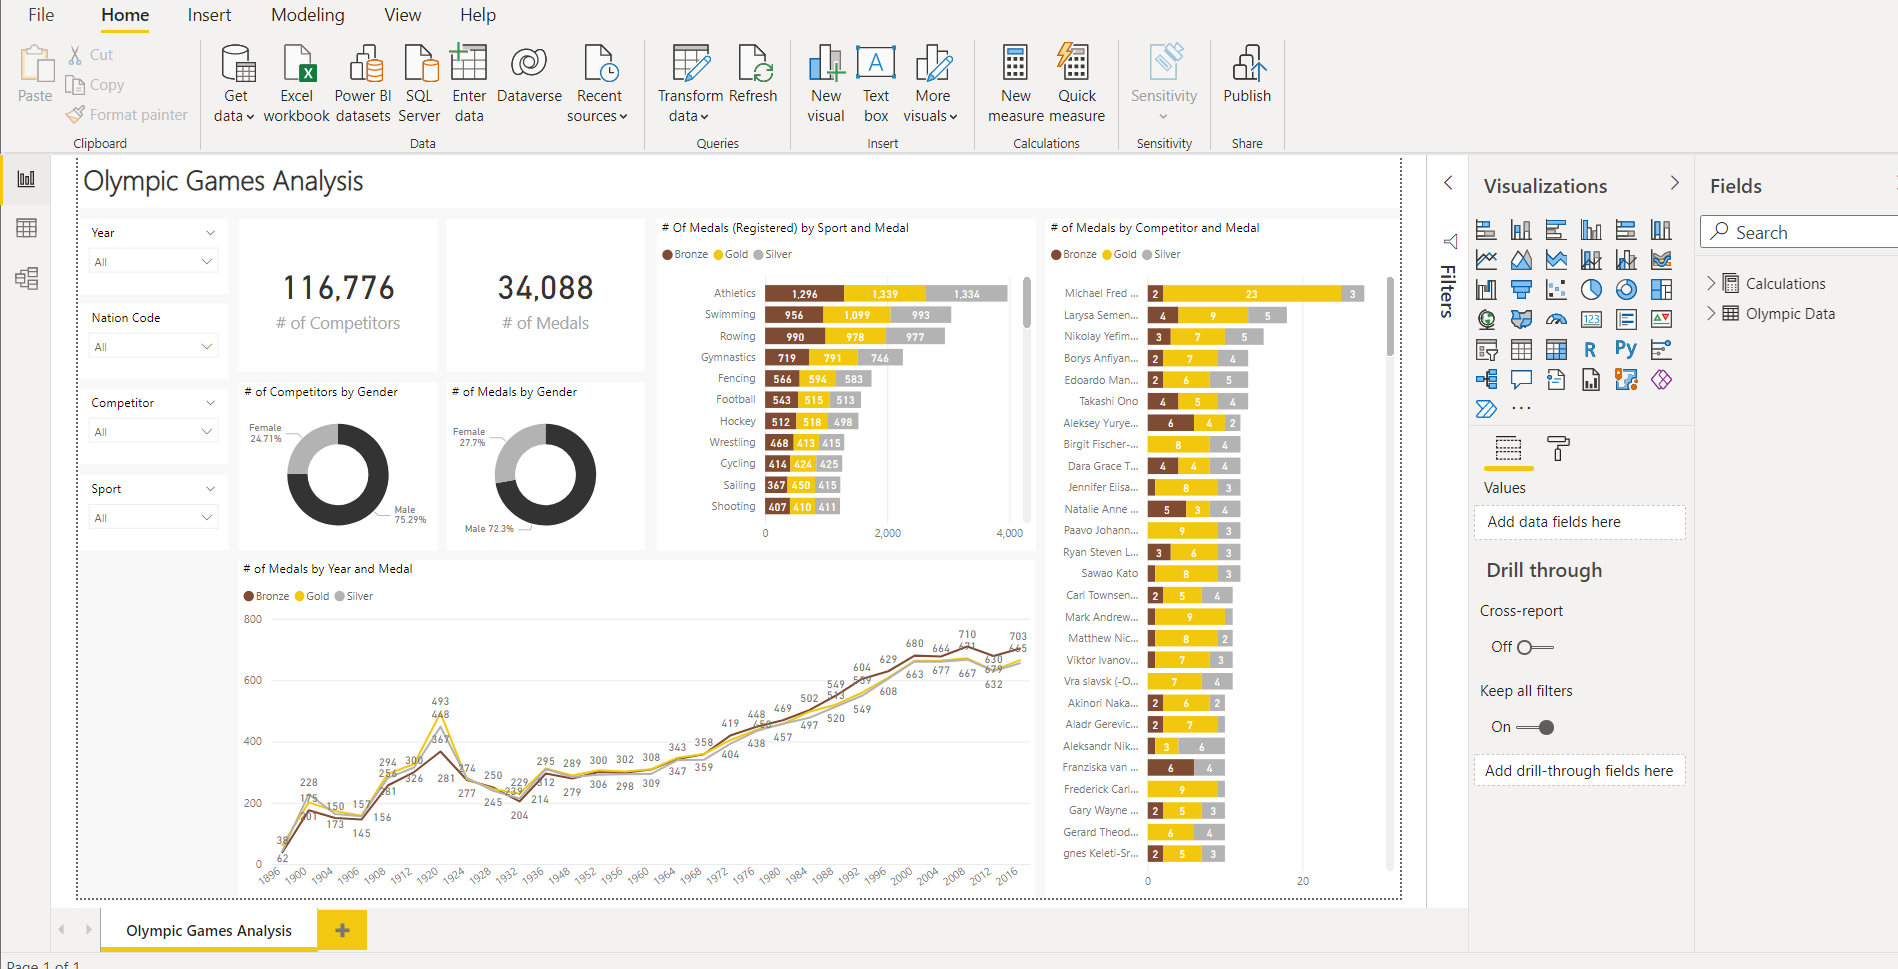 File Home Insert Modeling View Help
Paste
Cut
Copy
Format painter
Clipboard
Get data
Excel workbook
Power BI datasets
SQL Server
Enter data
Dataverse
Recent sources
Data
Transform data
Refresh
Queries
New visual
Text box
More visuals
Insert
New measure
Quick measure
Calculations
Sensitivity
Sensitivity
Publish
Share
Olympic Games Analysis
Year
All
Nation Code
All
Competitor
All
Sport
All
116,776
# of Competitors
34,088
# of Medals
# of Competitors by Gender
Female
24.71%
Male
75.29%
# of Medals by Gender
Female
27.7%
Male 72.3%
# Of Medals (Registered) by Sport and Medal
Bronze Gold Silver
Athletics 1,296 1,339 1,334
Swimming 956 1,099 993
Rowing 990 978 977
Gymnastics 719 791 746
Fencing 566 594 583
Football 543 515 513
Hockey 512 518 498
Wrestling 468 413 415
Cycling 414 424 425
Sailing 367 450 415
Shooting 407 410 411
0 2,000 4,000
# of Medals by Competitor and Medal
Bronze Gold Silver
Michael Fred ... 2 23 3
Larysa Semen... 4 9 5
Nikolay Yefim... 3 7 5
Borys Anfiyan... 2 7 4
Edoardo Man... 2 6 5
Takashi Ono 4 5 4
Aleksey Yurye... 6 4 2
Birgit Fischer-... 8 4
Dara Grace T... 4 4 4
Jennifer Elisa... 8 3
Natalie Anne ... 5 3 4
Paavo Johann... 9 3
Ryan Steven L... 3 6 3
Sawao Kato 8 3
Carl Townsen... 2 5 4
Mark Andrew... 9
Matthew Nic... 8 2
Viktor Ivanov... 7 3
Vra slavsk (-O... 7 4
Akinori Naka... 2 6 2
Aladr Gerevic... 2 7
Aleksandr Nik... 3 6
Franziska van ... 6 4
Frederick Carl... 9
Gary Wayne ... 2 5 3
Gerard Theod... 6 4
gnes Keleti-Sr... 2 5 3
0 20
# of Medals by Year and Medal
Bronze Gold Silver
800
600
400
200
0
38 62 228 175 201 150 173 157 145 156 294 256 281 300 326 493 448 367 281 274 277 250 245 229 239 204 214 295 312 289 279 300 306 302 298 308 309 343 347 358 359 419 404 448 438 469 457 502 497 549 513 520 604 559 549 629 608 680 663 664 677 710 671 667 630 679 632 703 665
1896 1900 1904 1906 1908 1912 1920 1924 1928 1932 1936 1948 1952 1956 1960 1964 1968 1972 1976 1980 1984 1988 1992 1996 2000 2004 2008 2012 2016
Filters
Visualizations
123
R
Py
Values
Add data fields here
Drill through
Cross-report
Off
Keep all filters
On
Add drill-through fields here
Fields
Search
Calculations
Olympic Data
Olympic Games Analysis
Page 1 of 1